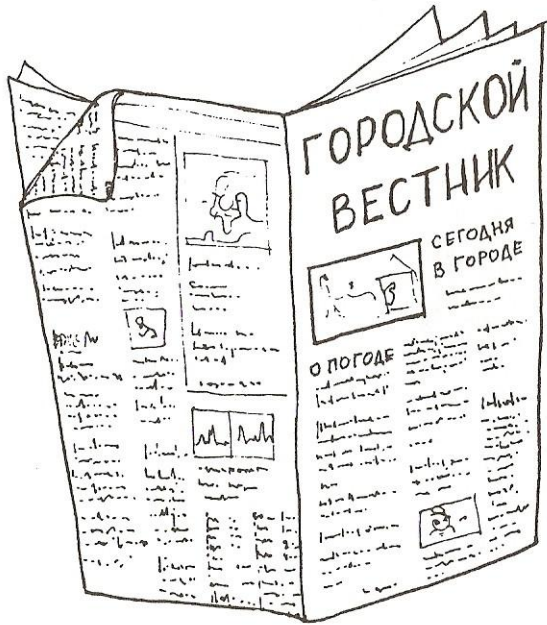 ГОРОДСКОЙ
ВЕСТНИК
СЕГОДНЯ
В ГОРОДЕ
О ПОГОДЕ